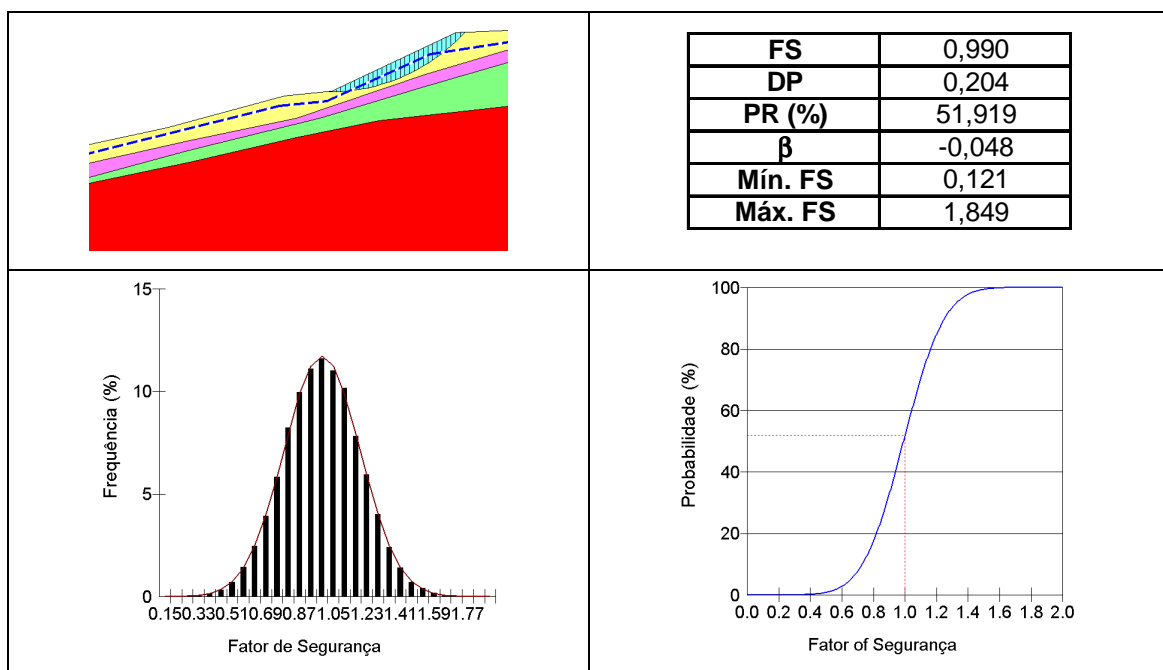 FS 0,990
DP 0,204
PR (%) 51,919
β -0,048
Mín. FS 0,121
Máx. FS 1,849
15
10
5
0
Frequência (%)
0.150.330.510.690.871.051.231.411.591.77
Fator de Segurança
100
80
60
40
20
0
Probabilidade (%)
0.0 0.2 0.4 0.6 0.8 1.0 1.2 1.4 1.6 1.8 2.0
Fator of Segurança